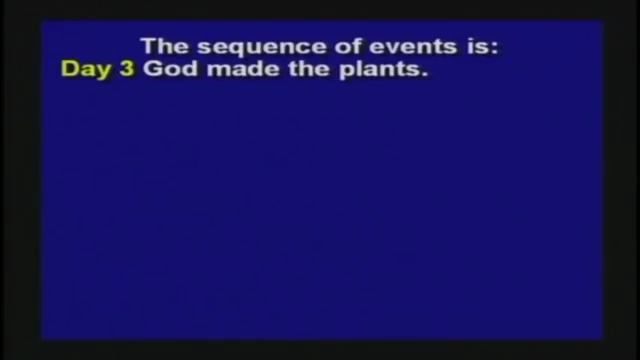 The sequence of events is:
Day 3 God made the plants.